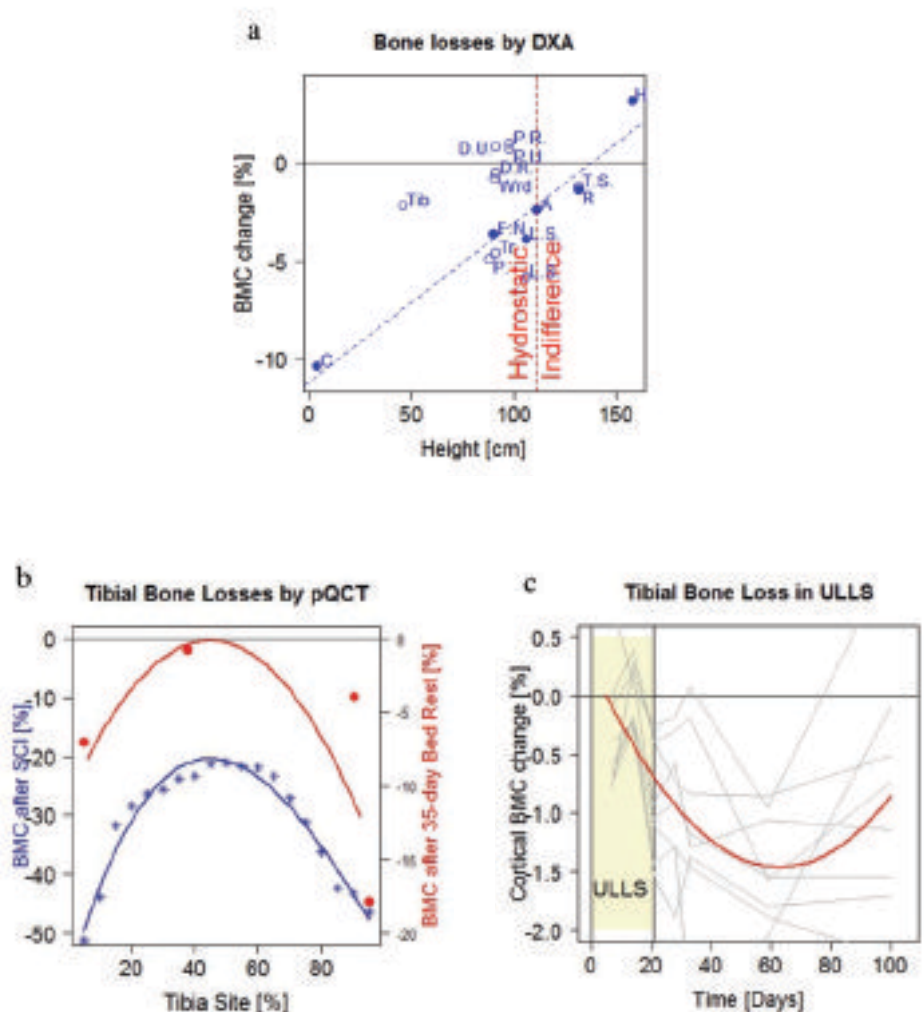 a
Bone losses by DXA
BMC change [%]
0
-5
-10
H
P.R.
D.U.
S
R.U.
D.R.
Wrd
Tib
T.S.
R
A
F.N.
L.S.
Tr
P
C
Hydrostatic
Indifference
0 50 100 150
Height [cm]
b
Tibial Bone Losses by pQCT
BMC after SCI [%]
0
-10
-20
-30
-40
-50
BMC after 35-day Bed Rest [%]
0
-5
-10
-15
-20
20 40 60 80
Tibia Site [%]
c
Tibial Bone Loss in ULLS
Cortical BMC change [%]
0.5
0.0
-0.5
-1.0
-1.5
-2.0
ULLS
0 20 40 60 80 100
Time [Days]